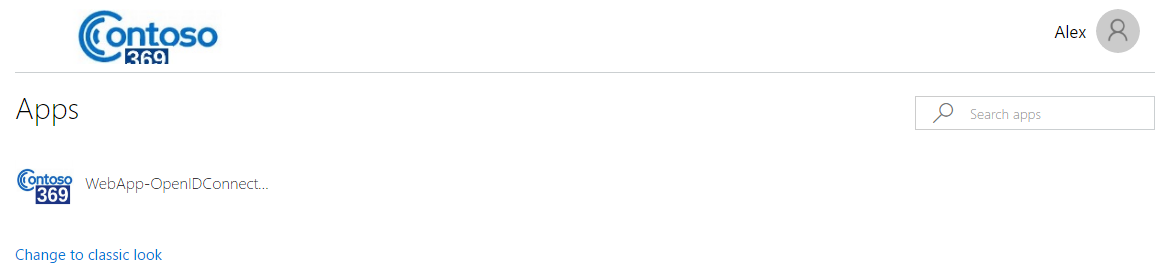 Contoso
369
Alex
Apps
Search apps
Contoso
369
WebApp-OpenIDConnect...
Change to classic look